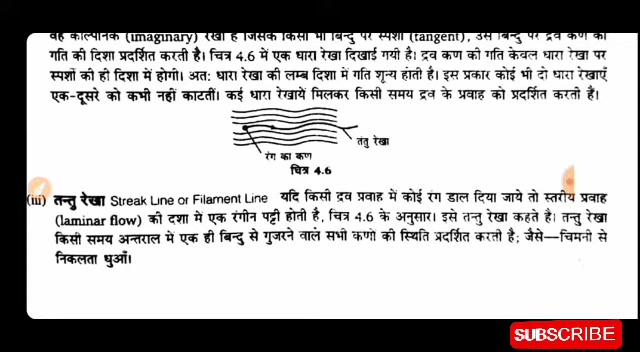 वह काल्पनिक (imaginary) रेखा है जिसके किसी भी बिन्दु पर स्पर्शी (tangent), उस बिन्दु पर द्रव कण की
गति की दिशा प्रदर्शित करती है। चित्र 4.6 में एक धारा रेखा दिखाई गयी है। द्रव कण की गति केवल धारा रेखा पर
स्पर्शी की ही दिशा में होगी। अतः धारा रेखा की लम्ब दिशा में गति शून्य होती है। इस प्रकार कोई भी दो धारा रेखाएँ
एक-दूसरे को कभी नहीं काटतीं। कई धारा रेखायें मिलकर किसी समय द्रव के प्रवाह को प्रदर्शित करती हैं।
तंतु रेखा
रंग का कण
चित्र 4.6
(iii) तन्तु रेखा Streak Line or Filament Line यदि किसी द्रव प्रवाह में कोई रंग डाल दिया जाये तो स्तरीय प्रवाह
(laminar flow) की दशा में एक रंगीन पट्टी होती है, चित्र 4.6 के अनुसार। इसे तन्तु रेखा कहते है। तन्तु रेखा
किसी समय अन्तराल में एक ही बिन्दु से गुजरने वाले सभी कणों की स्थिति प्रदर्शित करती है; जैसे—चिमनी से
निकलता धुआँ।
SUBSCRIBE